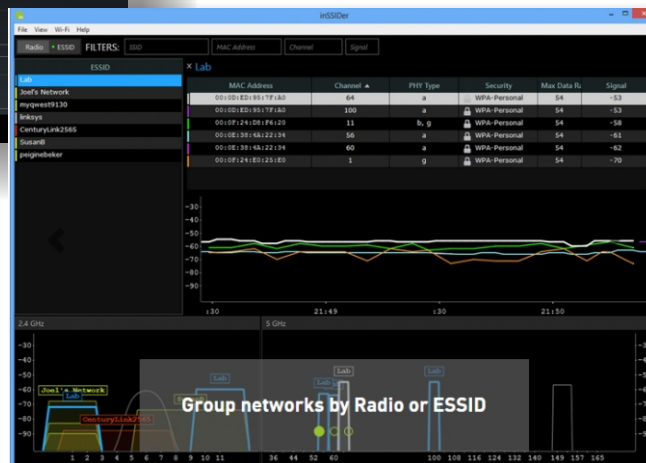 inSSIDer
File View Wi-Fi Help
Radio • ESSID FILTERS: SSID MAC Address Channel Signal
ESSID
Lab
Joel's Network
myqwest9130
linksys
CenturyLink2565
SusanB
peiginebeker
× Lab
MAC Address Channel ▲ PHY Type Security Max Data Ra Signal
00:0D:ED:95:7F:A0 64 a WPA-Personal 54 -53
00:0D:ED:95:7F:A0 100 a WPA-Personal 54 -53
00:0F:24:D8:F6:20 11 b, g WPA-Personal 54 -58
00:0E:38:4A:22:34 56 a WPA-Personal 54 -61
00:0E:38:4A:22:34 60 a WPA-Personal 54 -62
00:0F:24:E0:25:E0 1 g WPA-Personal 54 -70
-30
-40
-50
-60
-70
-80
-90
:30 21:49 :30 21:50
2.4 GHz 5 GHz
-30 -30
-40 -40
-50 -50
-60 -60
-70 -70
-80 -80
-90 -90
Joel's Network
Lab
CenturyLink2565
Lab
Lab
Lab
Lab
Group networks by Radio or ESSID
1 2 3 4 5 6 7 8 9 10 11 36 44 52 60 100 108 116 124 132 140 149 157 165